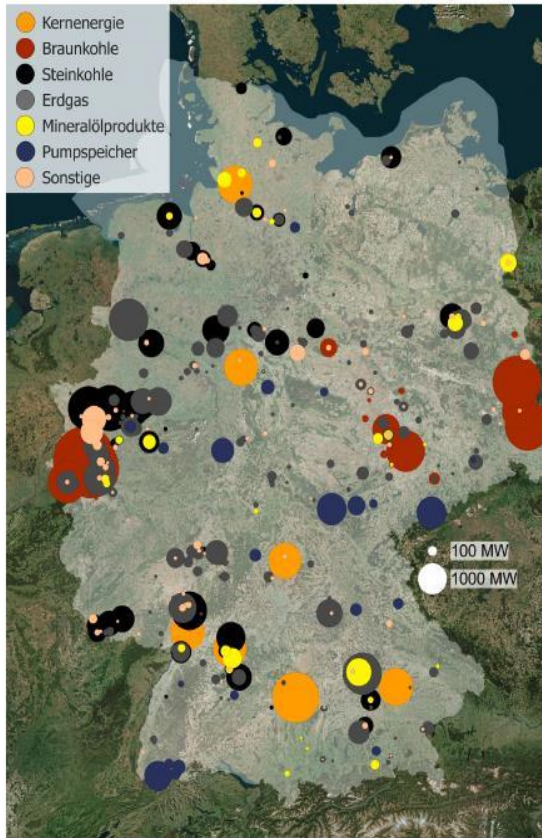 Kernenergie
Braunkohle
Steinkohle
Erdgas
Mineralölprodukte
Pumpspeicher
Sonstige
100 MW
1000 MW